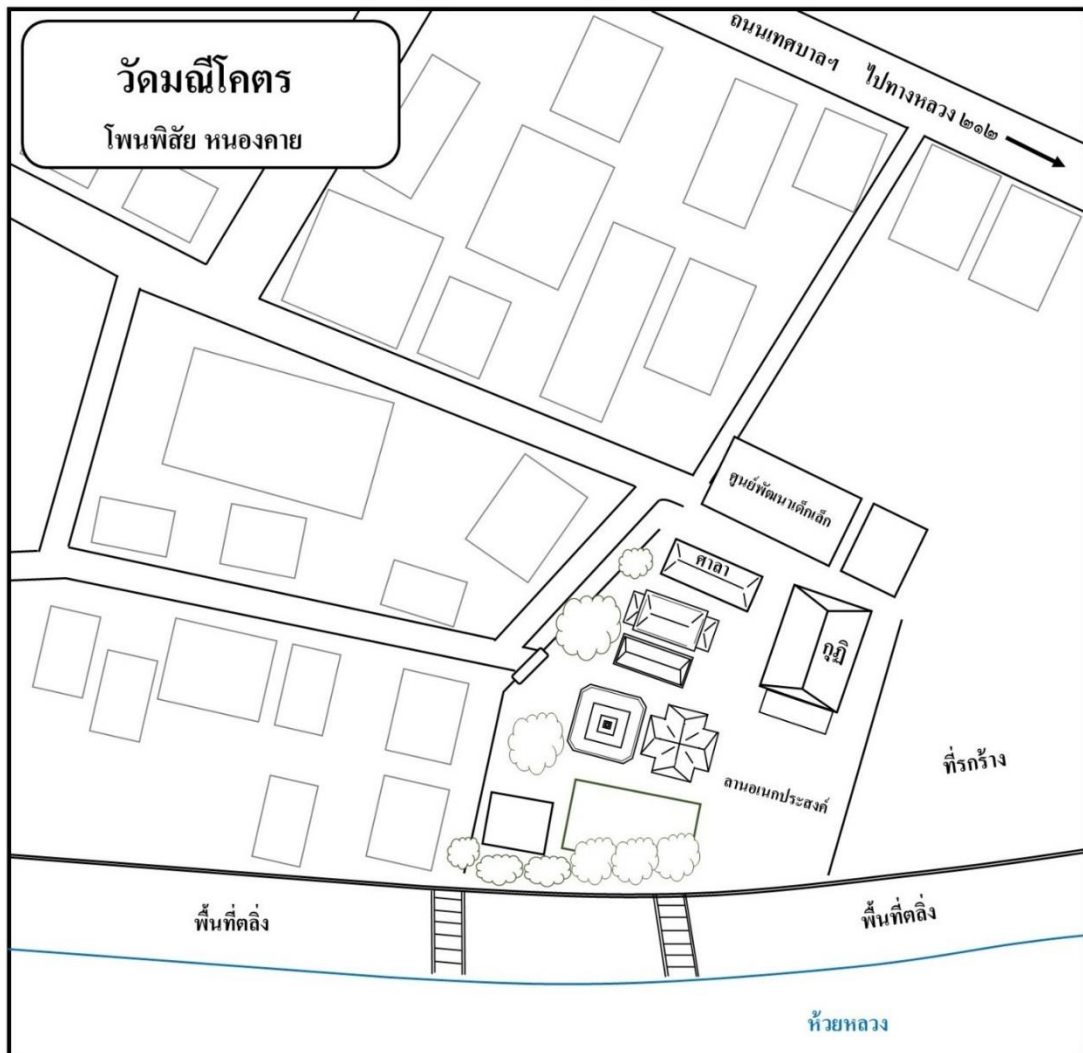 วัดมณีโคตร
โพนพิสัย หนองคาย
ถนนเทศบาลฯ ไปทางหลวง ๒๑๒
ศูนย์พัฒนาเด็กเล็ก
ศาลา
กุฏิ
ที่รกร้าง
ลานอเนกประสงค์
พื้นที่ตลิ่ง
พื้นที่ตลิ่ง
ห้วยหลวง